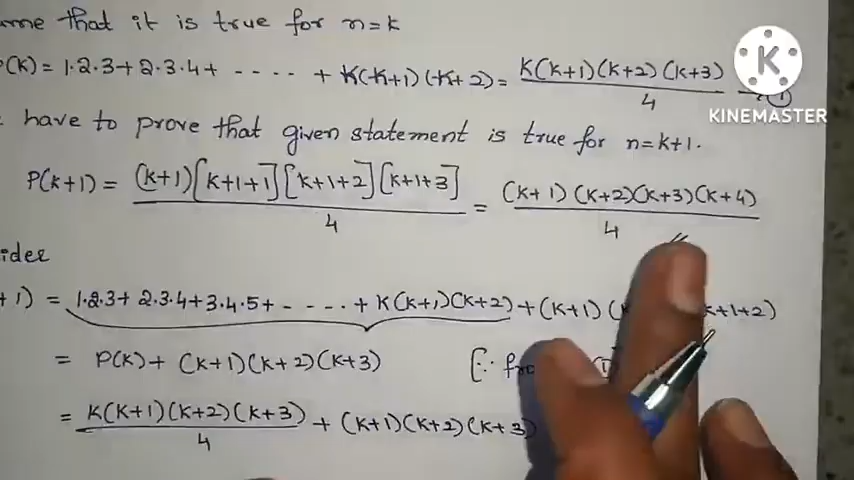 me that it is true for n=k
P(K) = 1.2.3+2.3.4+ ---- + K(K+1)(K+2) = K(K+1)(K+2)(K+3)/4
K
KINEMASTER
have to prove that given statement is true for n=k+1.
P(K+1) = (K+1)[K+1+1][K+1+2][K+1+3]/4 = (K+1)(K+2)(K+3)(K+4)/4
+1) = 1.2.3+2.3.4+3.4.5+ ---- + K(K+1)(K+2)+(K+1)( K+1+2)
= P(K)+(K+1)(K+2)(K+3) [∵
= K(K+1)(K+2)(K+3)/4 + (K+1)(K+2)(K+3)